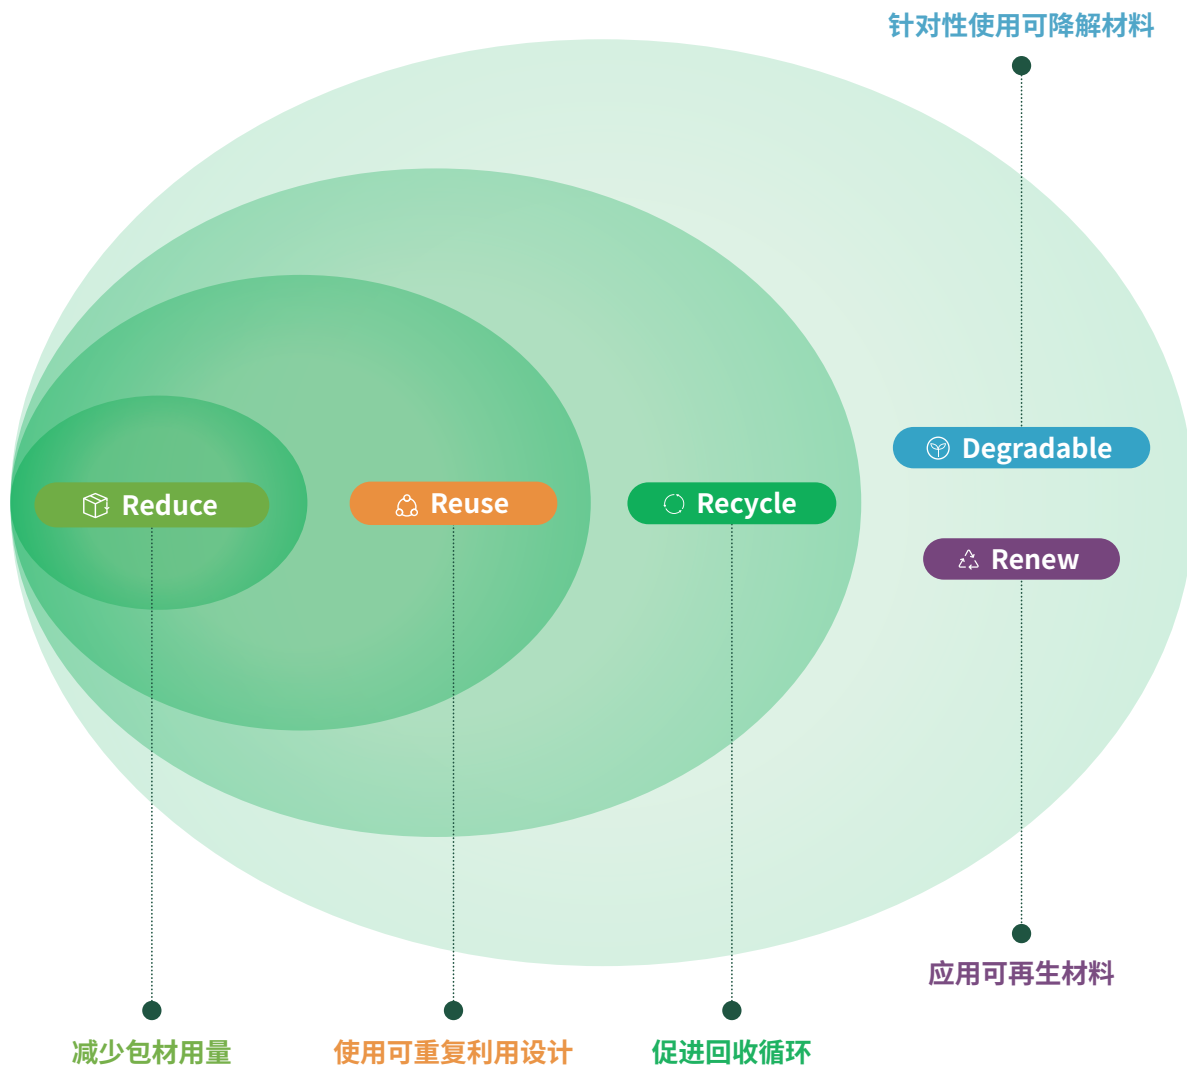 针对性使用可降解材料
Degradable
Reduce
Reuse
Recycle
Renew
应用可再生材料
减少包材用量
使用可重复利用设计
促进回收循环